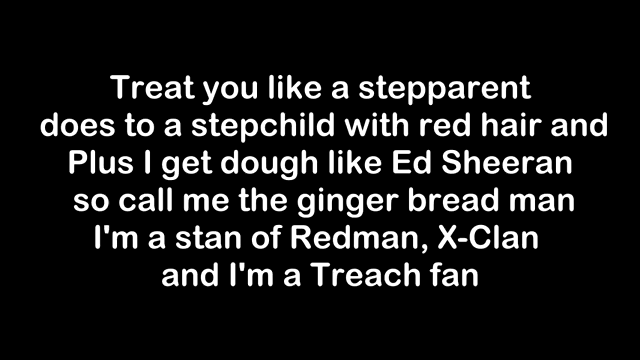 Treat you like a stepparent
does to a stepchild with red hair and
Plus I get dough like Ed Sheeran
so call me the ginger bread man
I'm a stan of Redman, X-Clan
and I'm a Treach fan